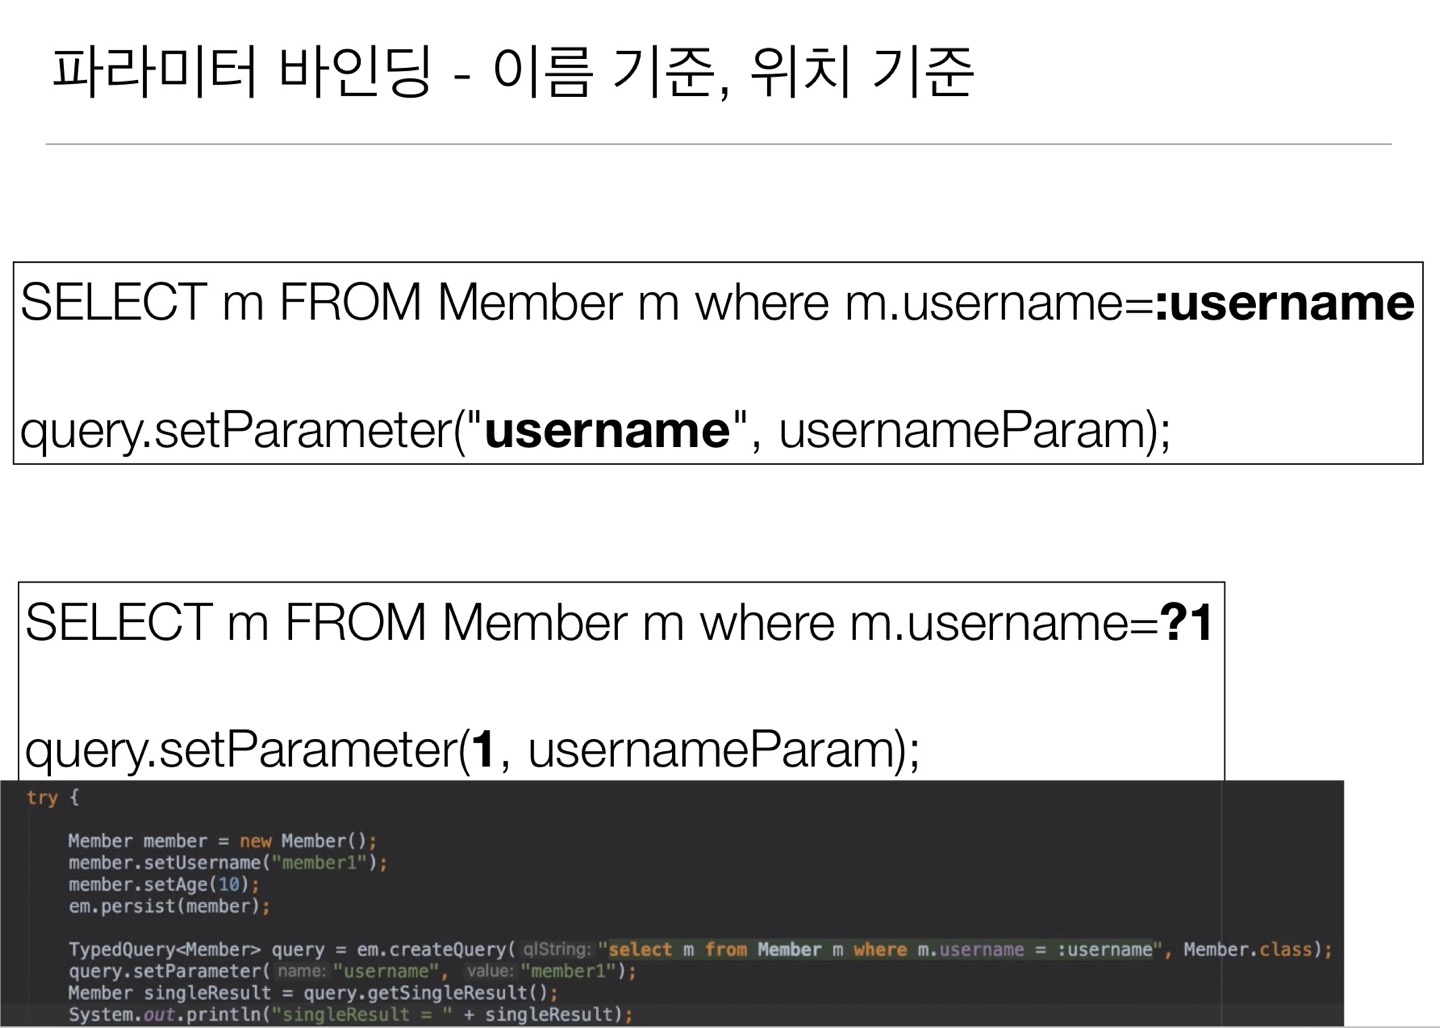 파라미터 바인딩 - 이름 기준, 위치 기준
SELECT m FROM Member m where m.username=:username
query.setParameter("username", usernameParam);
SELECT m FROM Member m where m.username=?1
query.setParameter(1, usernameParam);
try {
Member member = new Member();
member.setUsername("member1");
member.setAge(10);
em.persist(member);
TypedQuery<Member> query = em.createQuery( qlString: "select m from Member m where m.username = :username", Member.class);
query.setParameter( name: "username", value: "member1");
Member singleResult = query.getSingleResult();
System.out.println("singleResult = " + singleResult);